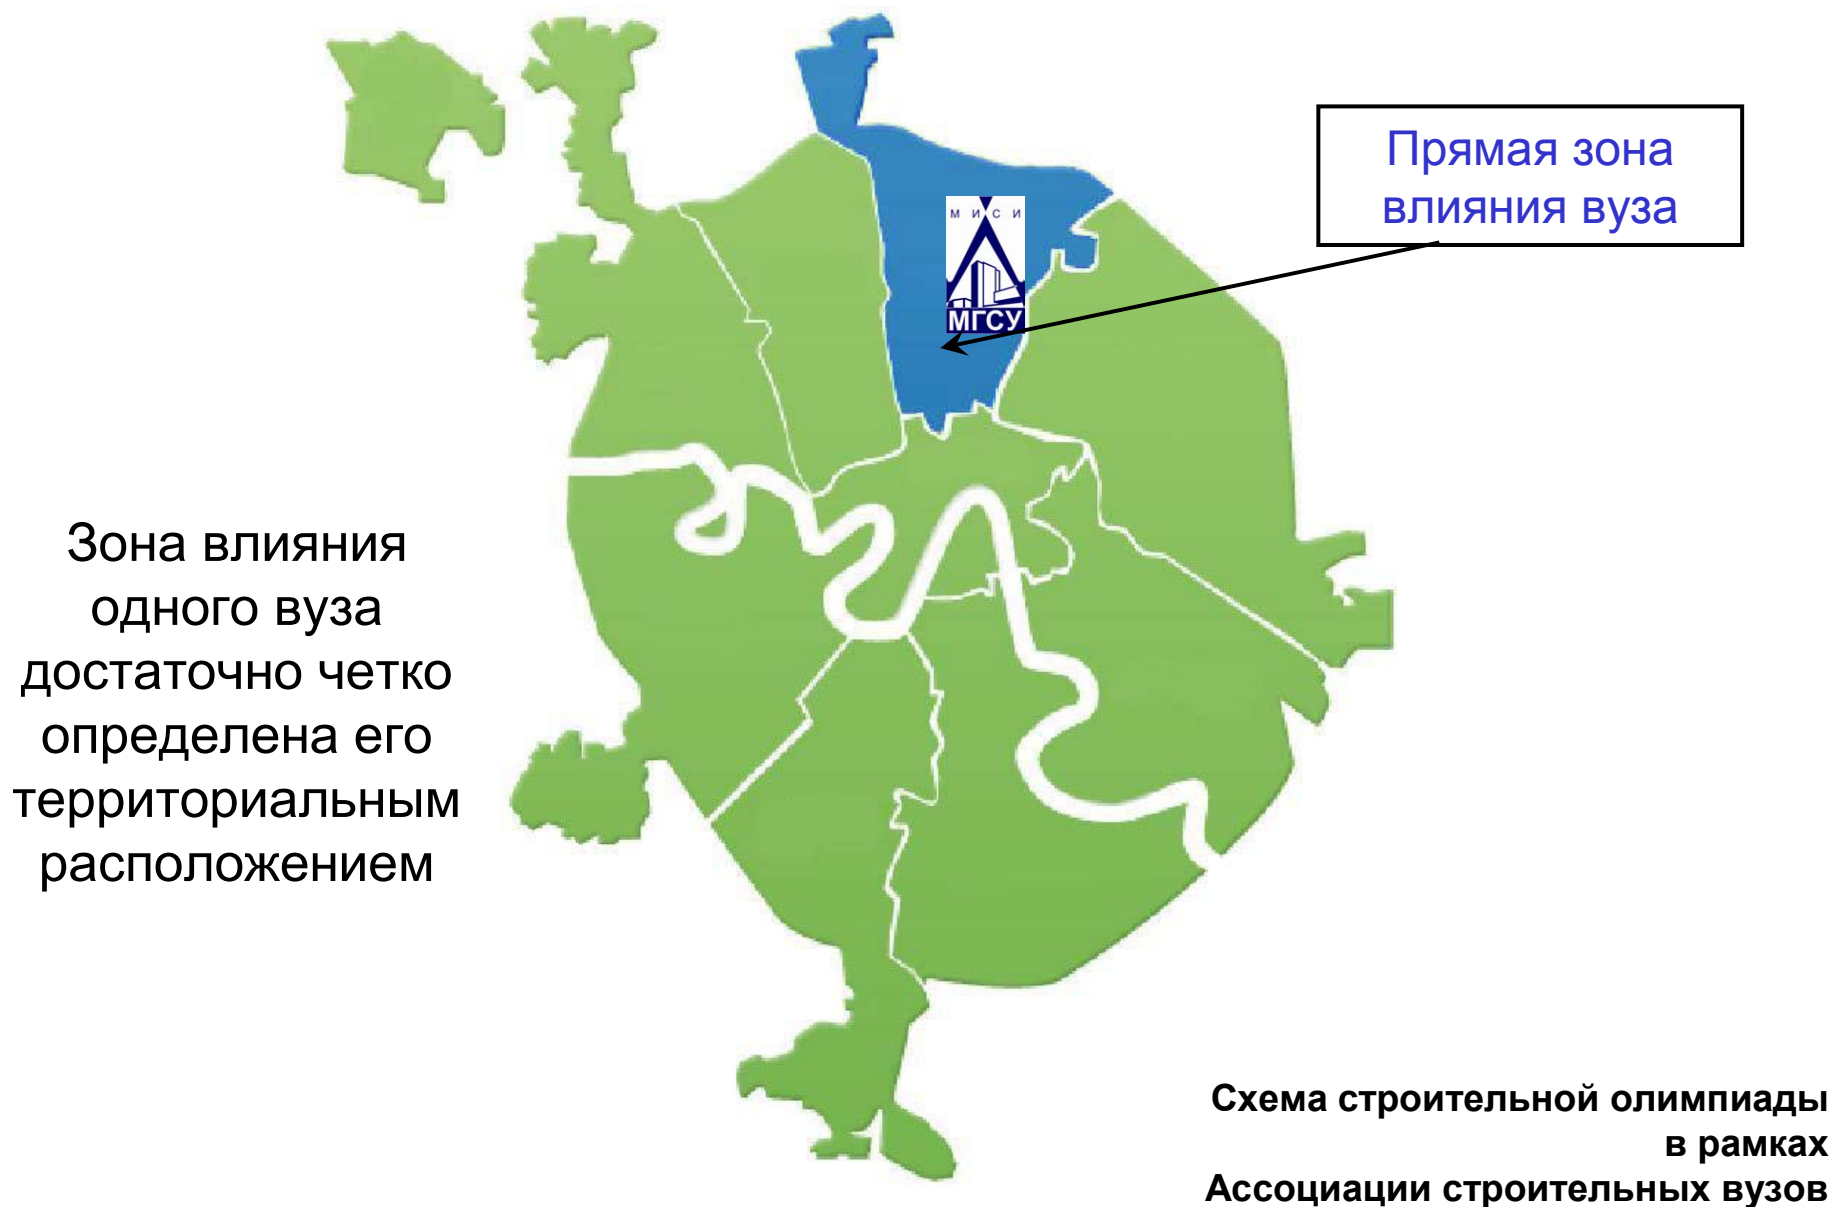 Прямая зона
влияния вуза
МИСИ
МГСУ
Зона влияния
одного вуза
достаточно четко
определена его
территориальным
расположением
Схема строительной олимпиады
в рамках
Ассоциации строительных вузов